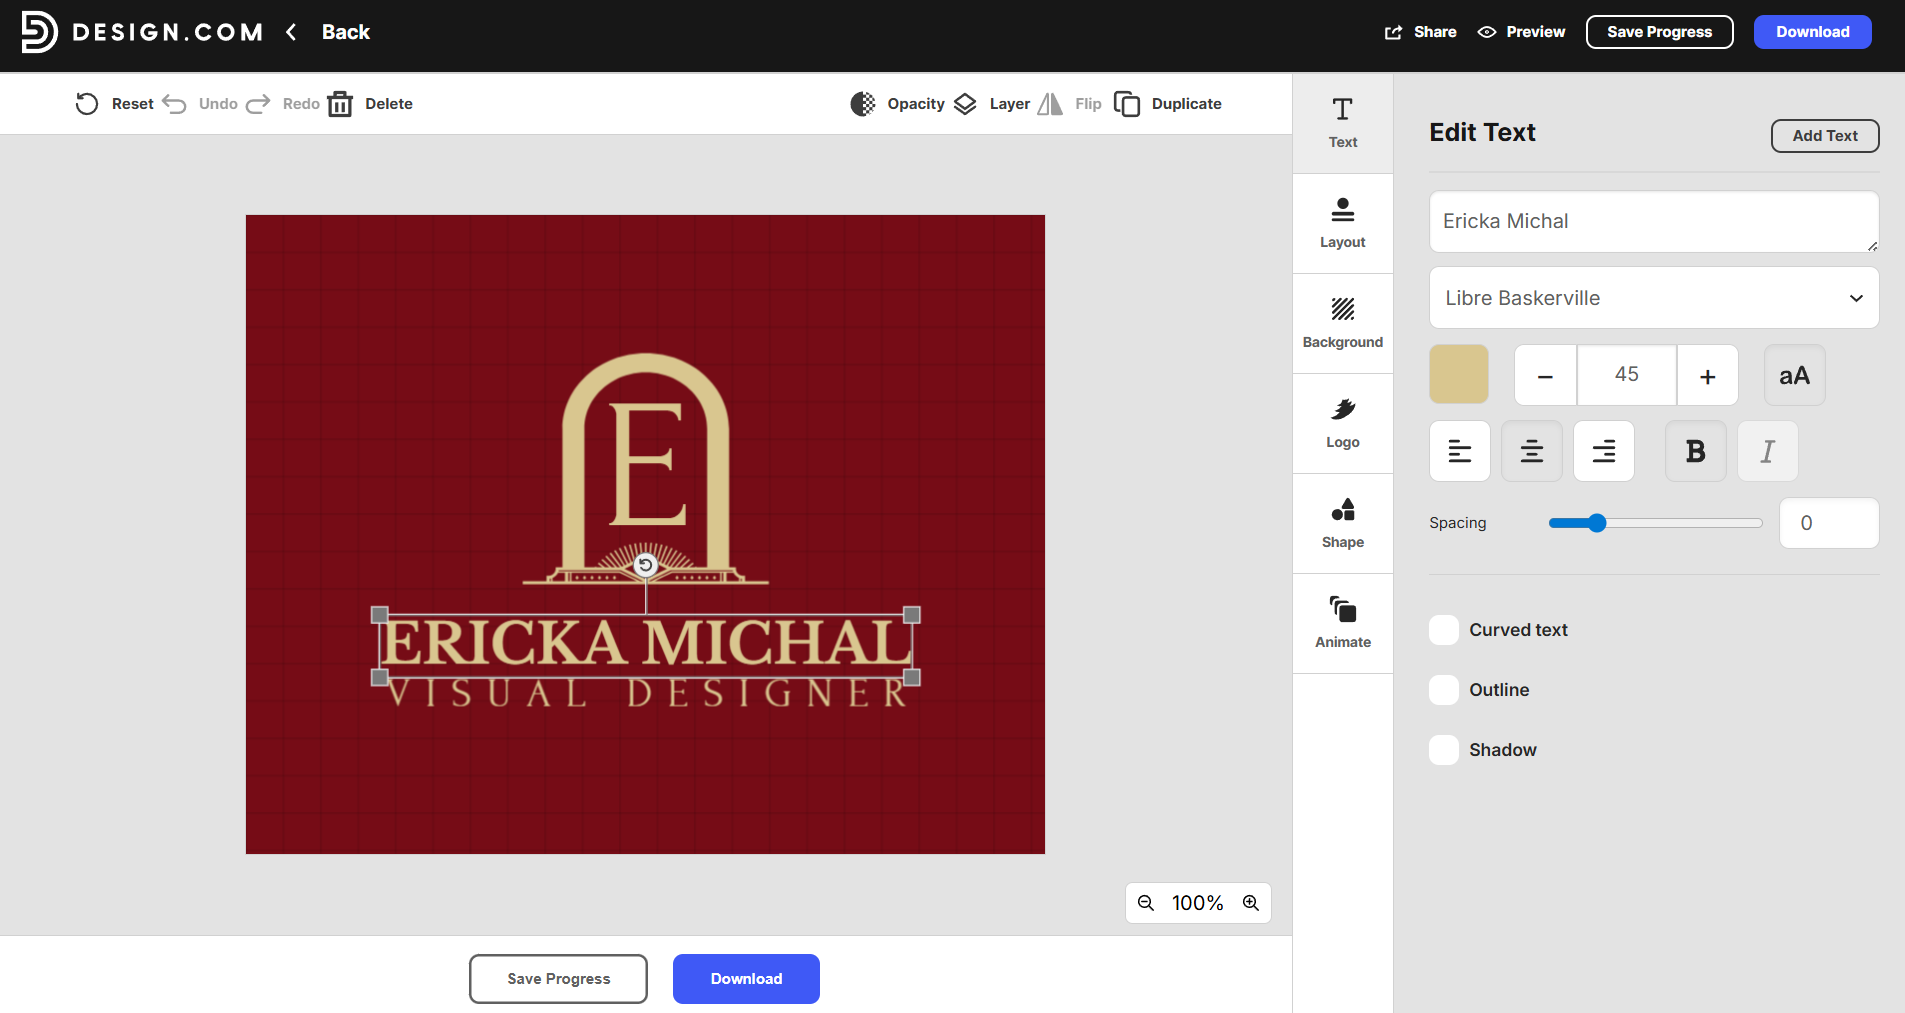 DESIGN.COM Back
Share Preview Save Progress Download
Reset Undo Redo Delete Opacity Layer Flip Duplicate
Text
Layout
Background
Logo
Shape
Animate
Edit Text
Add Text
Ericka Michal
Libre Baskerville
45
aA
B I
Spacing 0
Curved text
Outline
Shadow
E
ERICKA MICHAL
VISUAL DESIGNER
100%
Save Progress Download